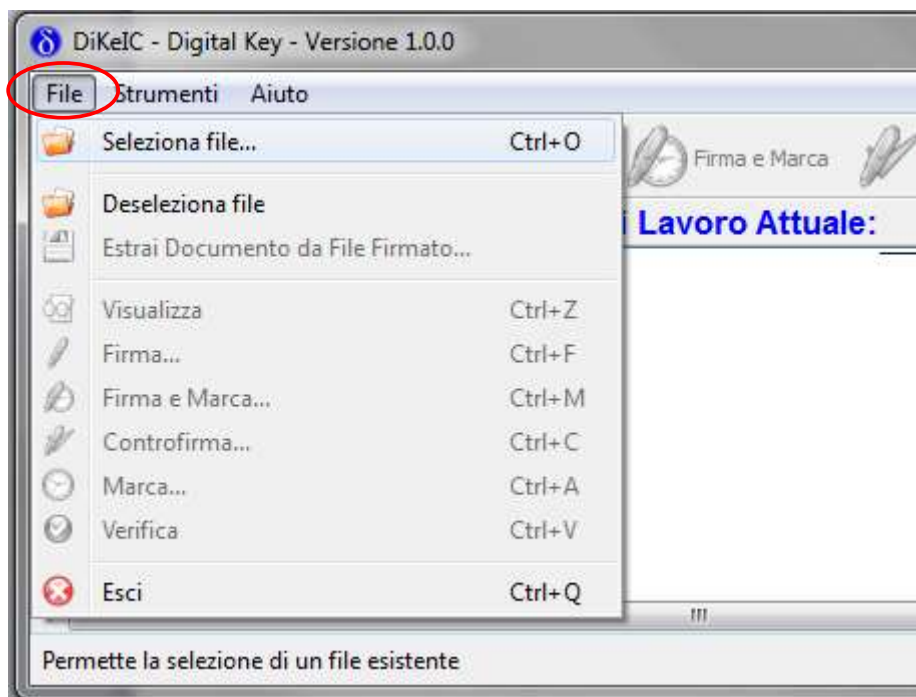 DiKeIC - Digital Key - Versione 1.0.0
File Strumenti Aiuto
Seleziona file... Ctrl+O
Firma e Marca
Deseleziona file
i Lavoro Attuale:
Estrai Documento da File Firmato...
Visualizza Ctrl+Z
Firma... Ctrl+F
Firma e Marca... Ctrl+M
Controfirma... Ctrl+C
Marca... Ctrl+A
Verifica Ctrl+V
Esci Ctrl+Q
Permette la selezione di un file esistente